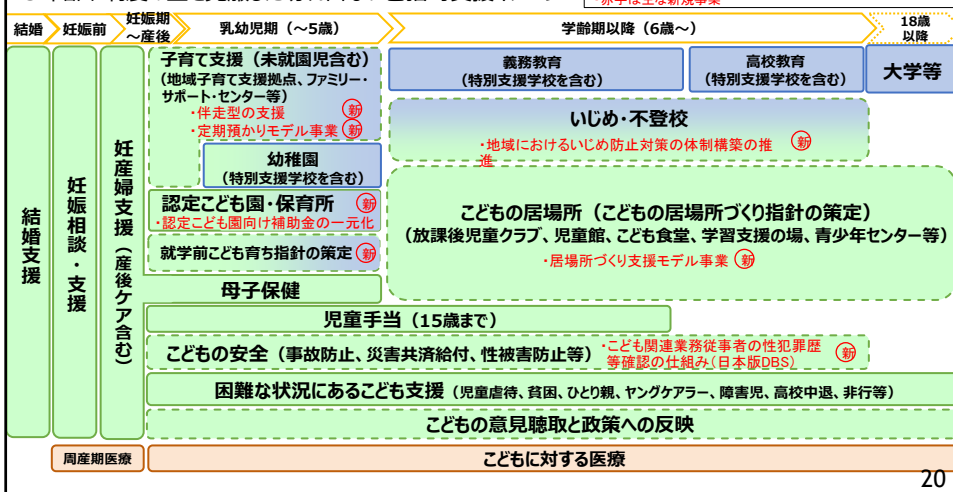 ・赤字は主な新規事業
結婚
妊娠前
妊娠期
～産後
乳幼児期（～5歳）
学齢期以降（6歳～）
18歳
以降
子育て支援（未就園児含む）
（地域子育て支援拠点、ファミリー・
サポート・センター等）
・伴走型の支援 新
・定期預かりモデル事業 新
義務教育
（特別支援学校を含む）
高校教育
（特別支援学校を含む）
大学等
いじめ・不登校
・地域におけるいじめ防止対策の体制構築の推
進 新
幼稚園
（特別支援学校を含む）
認定こども園・保育所 新
・認定こども園向け補助金の一元化
就学前こども育ち指針の策定 新
こどもの居場所（こどもの居場所づくり指針の策定）
（放課後児童クラブ、児童館、こども食堂、学習支援の場、青少年センター等）
・居場所づくり支援モデル事業 新
結婚支援
妊娠相談・支援
妊産婦支援（産後ケア含む）
母子保健
児童手当（15歳まで）
こどもの安全（事故防止、災害共済給付、性被害防止等）
・こども関連業務従事者の性犯罪歴
等確認の仕組み（日本版DBS） 新
困難な状況にあるこども支援（児童虐待、貧困、ひとり親、ヤングケアラー、障害児、高校中退、非行等）
こどもの意見聴取と政策への反映
周産期医療
こどもに対する医療
20